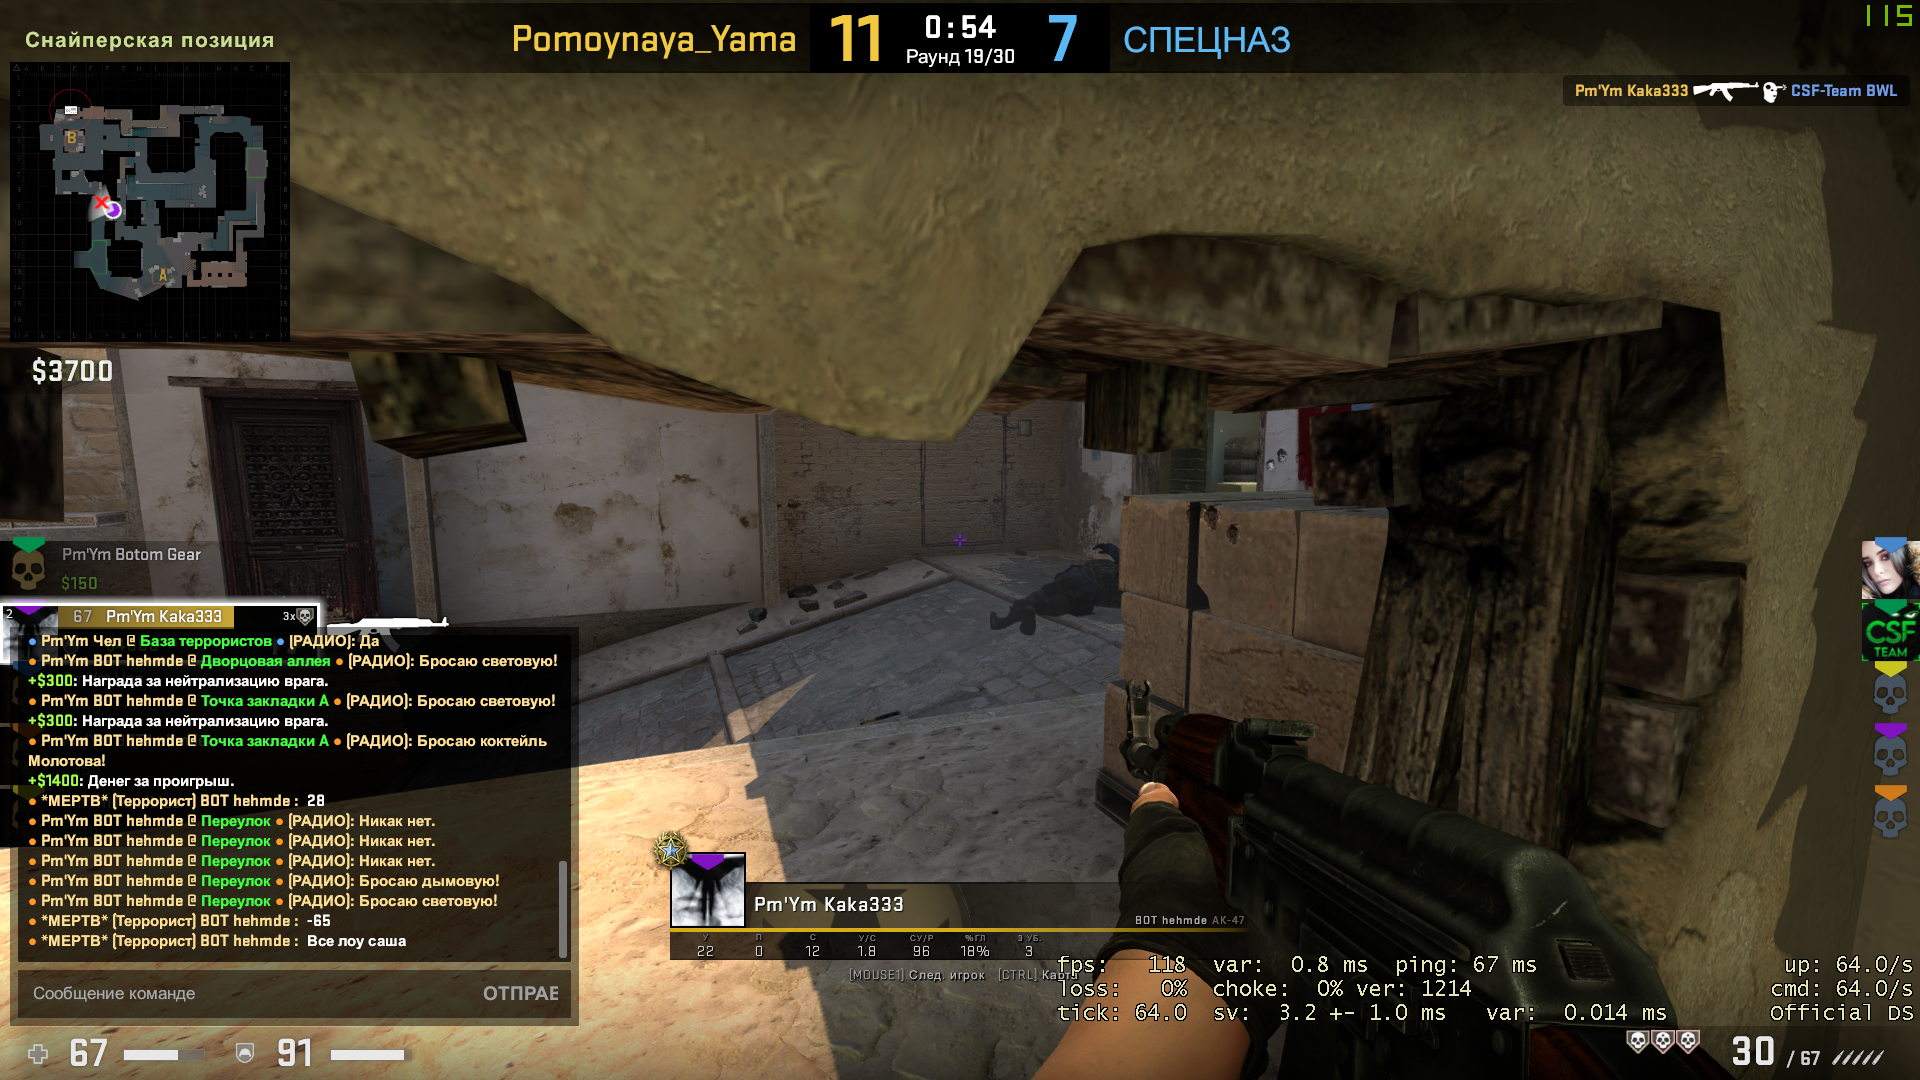 115
Снайперская позиция
Pomoynaya_Yama 11 0:54 7 СПЕЦНАЗ
Раунд 19/30
Pm'Ym Kaka333 CSF-Team BWL
B
A
$3700
Pm'Ym Botom Gear
$150
2 67 Pm'Ym Kaka333 3x
CSF
TEAM
• Pm'Ym Чел @ База террористов • (РАДИО): Да
• Pm'Ym BOT hehmde @ Дворцовая аллея • (РАДИО): Бросаю световую!
+$300: Награда за нейтрализацию врага.
• Pm'Ym BOT hehmde @ Точка закладки А • (РАДИО): Бросаю световую!
+$300: Награда за нейтрализацию врага.
• Pm'Ym BOT hehmde @ Точка закладки А • (РАДИО): Бросаю коктейль
Молотова!
+$1400: Денег за проигрыш.
• *МЕРТВ* (Террорист) BOT hehmde : 28
• Pm'Ym BOT hehmde @ Переулок • (РАДИО): Никак нет.
• Pm'Ym BOT hehmde @ Переулок • (РАДИО): Никак нет.
• Pm'Ym BOT hehmde @ Переулок • (РАДИО): Никак нет.
• Pm'Ym BOT hehmde @ Переулок • (РАДИО): Бросаю дымовую!
• Pm'Ym BOT hehmde @ Переулок • (РАДИО): Бросаю световую!
• *МЕРТВ* (Террорист) BOT hehmde : -65
• *МЕРТВ* (Террорист) BOT hehmde : Все лоу саша
Сообщение команде ОТПРАВ
Pm'Ym Kaka333
BOT hehmde AK-47
У П С У/С СУ/Р %ГЛ 3 УБ.
22 0 12 1.8 96 18% 3
[MOUSE1] След. игрок [CTRL] Карта
fps: 118 var: 0.8 ms ping: 67 ms up: 64.0/s
loss: 0% choke: 0% ver: 1214 cmd: 64.0/s
tick: 64.0 sv: 3.2 +- 1.0 ms var: 0.014 ms Official DS
67 91
30 / 67